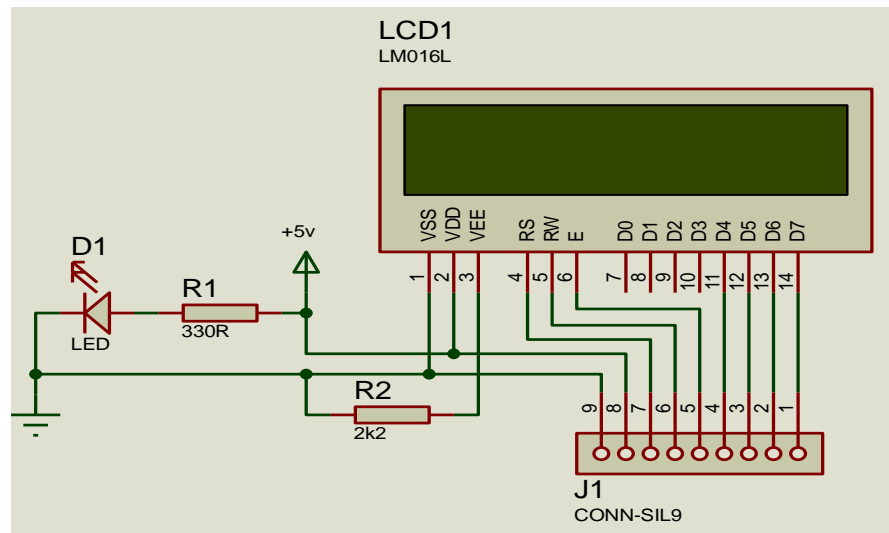 LCD1
LM016L
VSS
VDD
VEE
RS
RW
E
D0
D1
D2
D3
D4
D5
D6
D7
1
2
3
4
5
6
7
8
9
10
11
12
13
14
+5v
D1
LED
R1
330R
R2
2k2
9
8
7
6
5
4
3
2
1
J1
CONN-SIL9